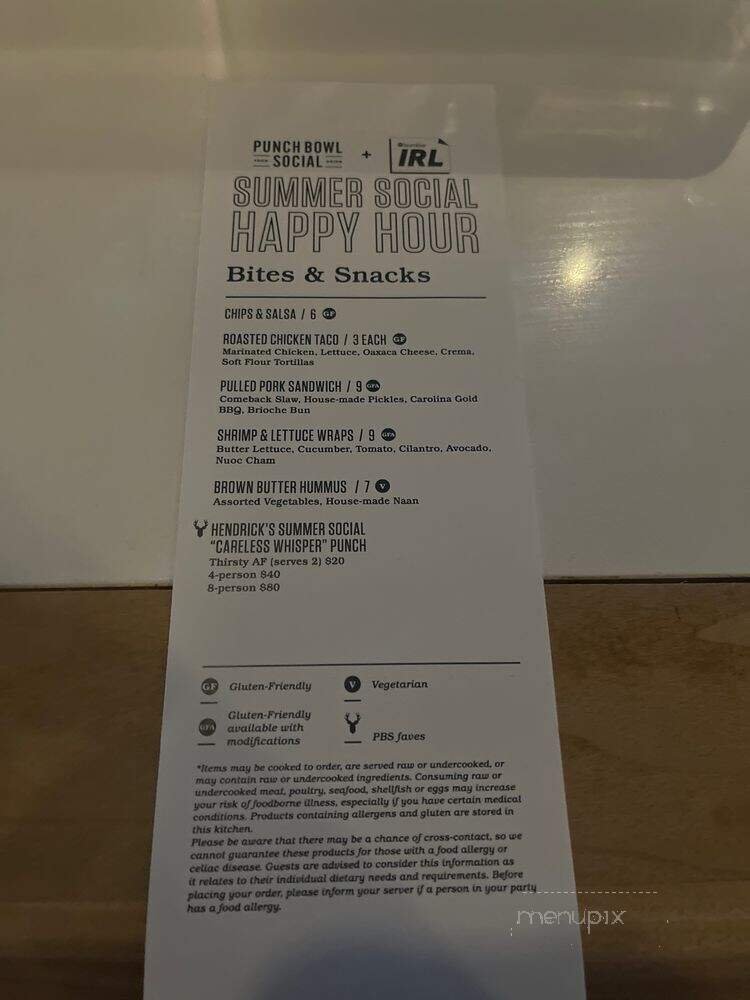 PUNCH BOWL + IRL
FOOD SOCIAL DRINK
SUMMER SOCIAL
HAPPY HOUR
Bites & Snacks
CHIPS & SALSA / 6 GF
ROASTED CHICKEN TACO / 3 EACH GF
Marinated Chicken, Lettuce, Oaxaca Cheese, Crema,
Soft Flour Tortillas
PULLED PORK SANDWICH / 9 GFA
Comeback Slaw, House-made Pickles, Carolina Gold
BBQ, Brioche Bun
SHRIMP & LETTUCE WRAPS / 9 GFA
Butter Lettuce, Cucumber, Tomato, Cilantro, Avocado,
Nuoc Cham
BROWN BUTTER HUMMUS / 7 V
Assorted Vegetables, House-made Naan
HENDRICK'S SUMMER SOCIAL
"CARELESS WHISPER" PUNCH
Thirsty AF (serves 2) $20
4-person $40
8-person $80
GF Gluten-Friendly
V Vegetarian
GFA Gluten-Friendly
available with
modifications
PBS faves
*Items may be cooked to order, are served raw or undercooked, or
may contain raw or undercooked ingredients. Consuming raw or
undercooked meat, poultry, seafood, shellfish or eggs may increase
your risk of foodborne illness, especially if you have certain medical
conditions. Products containing allergens and gluten are stored in
this kitchen.
Please be aware that there may be a chance of cross-contact, so we
cannot guarantee these products for those with a food allergy or
celiac disease. Guests are advised to consider this information as
it relates to their individual dietary needs and requirements. Before
placing your order, please inform your server if a person in your party
has a food allergy.
menupix